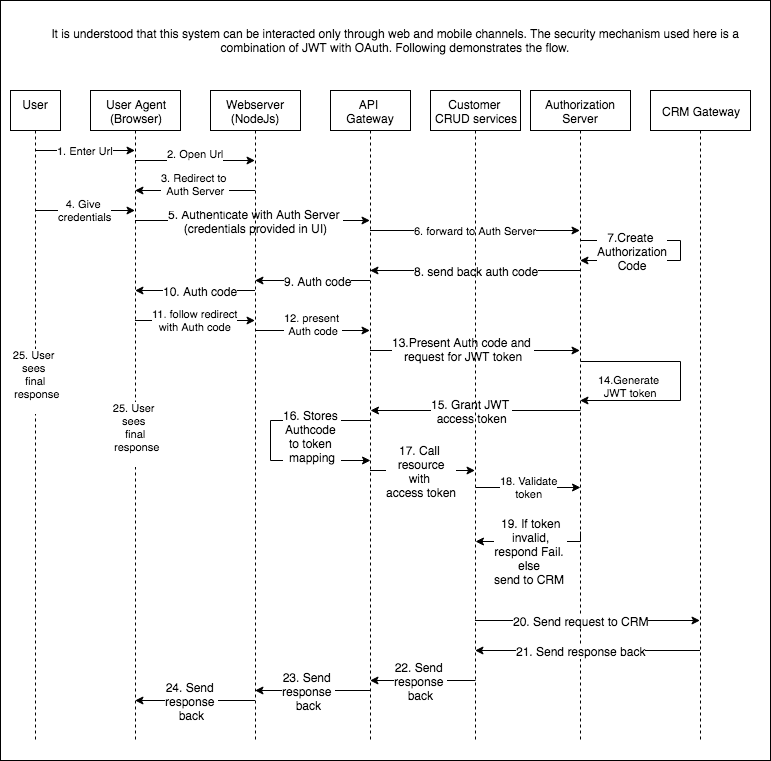 It is understood that this system can be interacted only through web and mobile channels. The security mechanism used here is a
combination of JWT with OAuth. Following demonstrates the flow.
User
User Agent
(Browser)
Webserver
(NodeJs)
API
Gateway
Customer
CRUD services
Authorization
Server
CRM Gateway
1. Enter Url
2. Open Url
3. Redirect to
Auth Server
4. Give
credentials
5. Authenticate with Auth Server
(credentials provided in UI)
6. forward to Auth Server
7.Create
Authorization
Code
8. send back auth code
9. Auth code
10. Auth code
11. follow redirect
with Auth code
12. present
Auth code
13.Present Auth code and
request for JWT token
14.Generate
JWT token
15. Grant JWT
access token
16. Stores
Authcode
to token
mapping
17. Call
resource
with
access token
18. Validate
token
19. If token
invalid,
respond Fail.
else
send to CRM
20. Send request to CRM
21. Send response back
22. Send
response
back
23. Send
response
back
24. Send
response
back
25. User
sees
final
response
25. User
sees
final
response